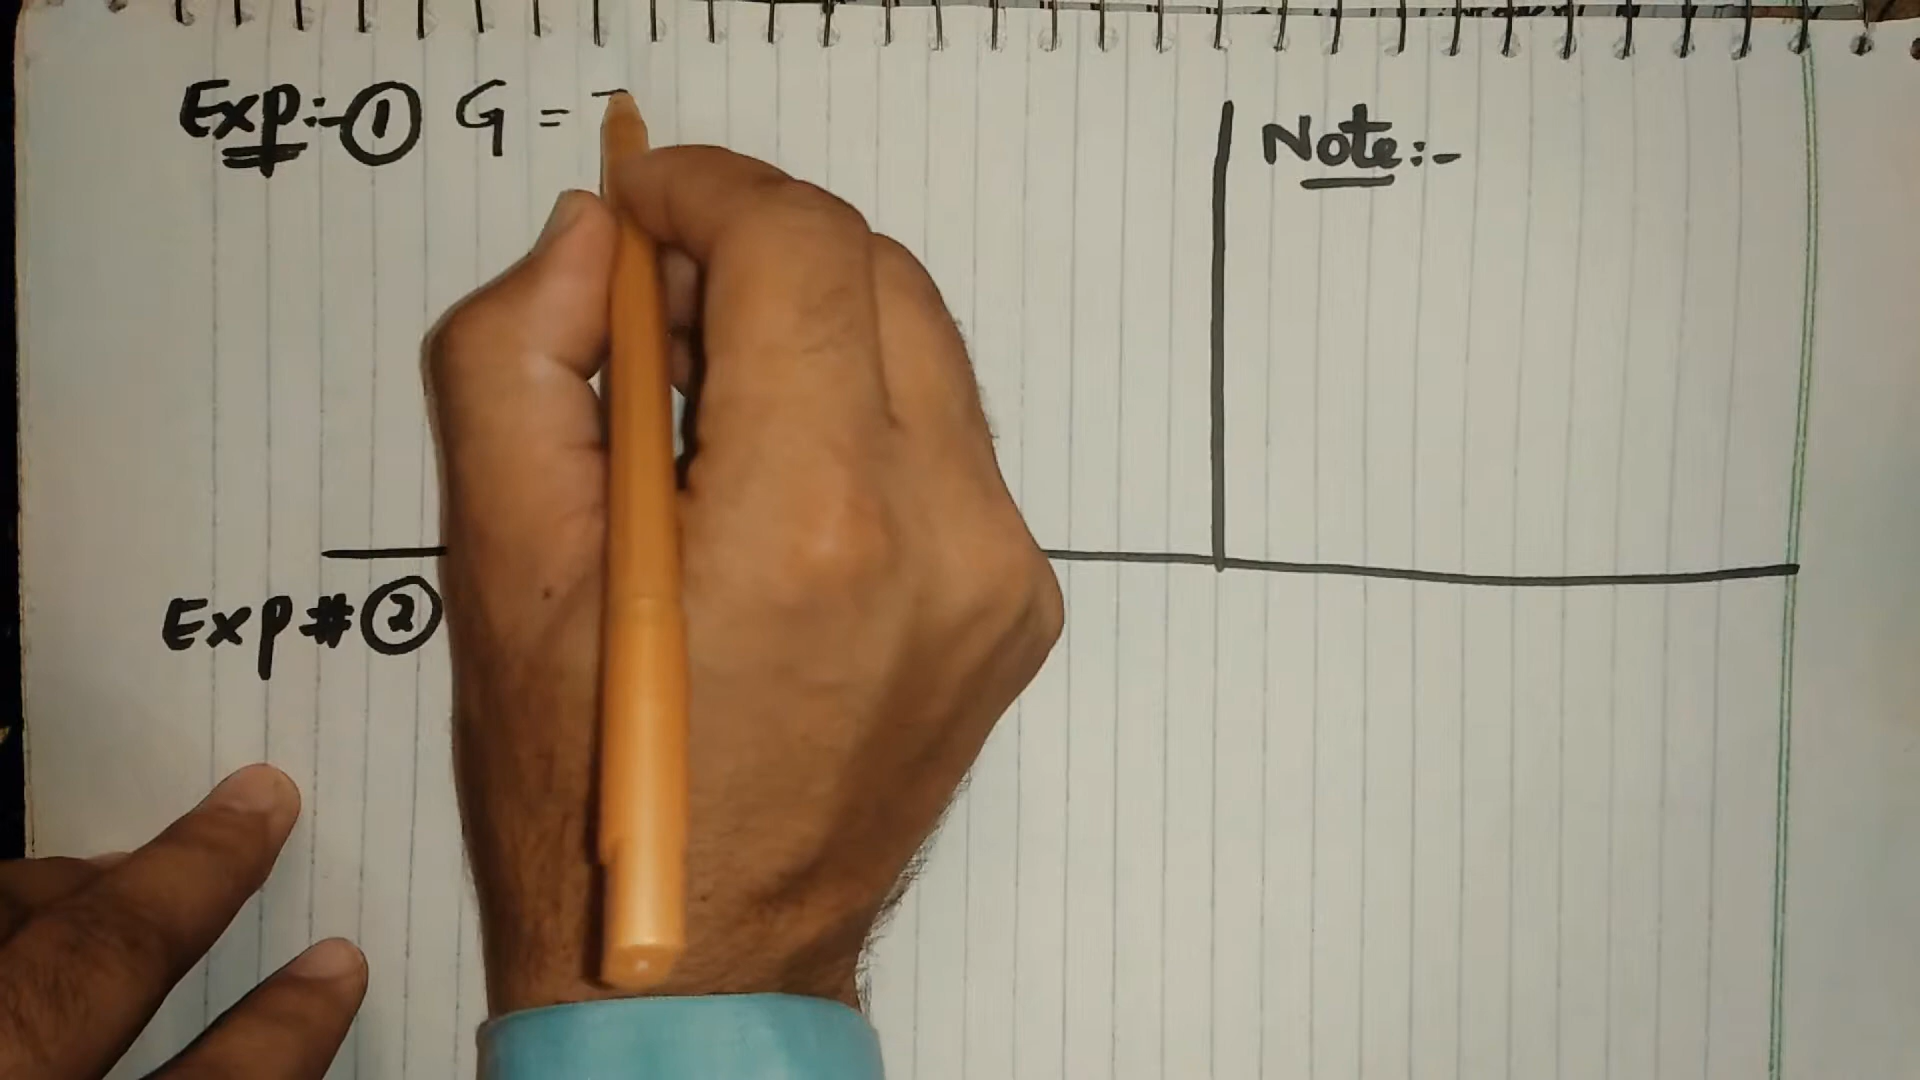 Exp:-① G =
Note:-
Exp # ②